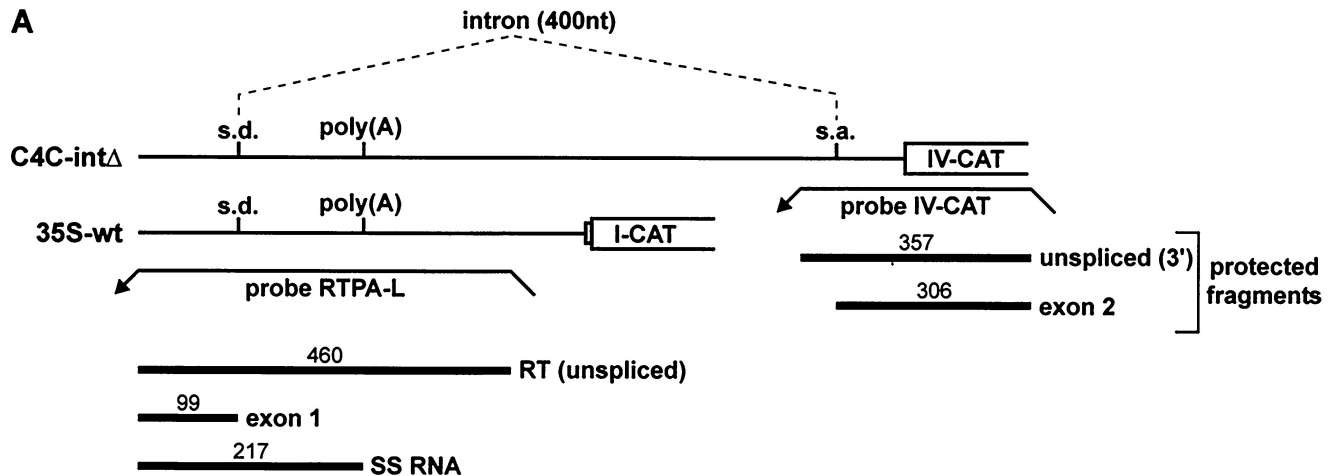 A
intron (400nt)
s.d. poly(A) s.a.
C4C-intΔ IV-CAT
s.d. poly(A) probe IV-CAT
35S-wt I-CAT
357 unspliced (3')
probe RTPA-L
306 exon 2
protected
fragments
460 RT (unspliced)
99 exon 1
217 SS RNA